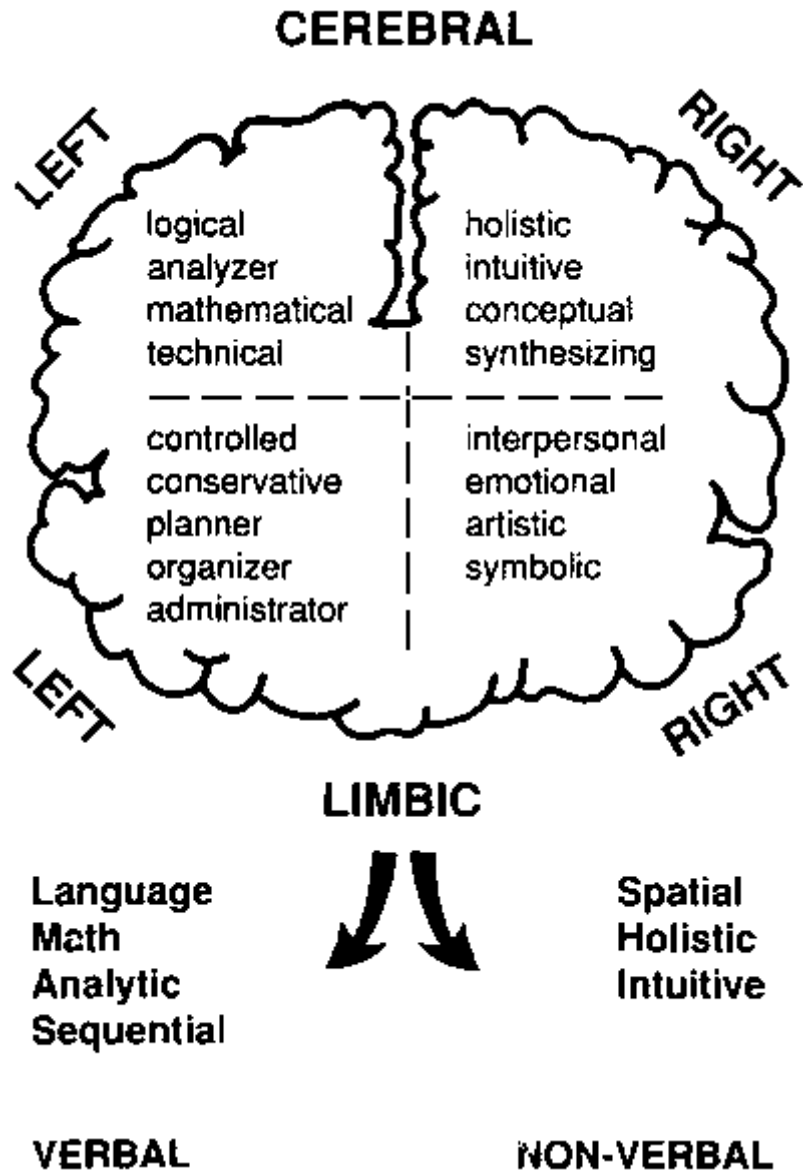 CEREBRAL
LEFT
RIGHT
logical
analyzer
mathematical
technical
holistic
intuitive
conceptual
synthesizing
controlled
conservative
planner
organizer
administrator
interpersonal
emotional
artistic
symbolic
LEFT
RIGHT
LIMBIC
Language
Math
Analytic
Sequential
Spatial
Holistic
Intuitive
VERBAL
NON-VERBAL